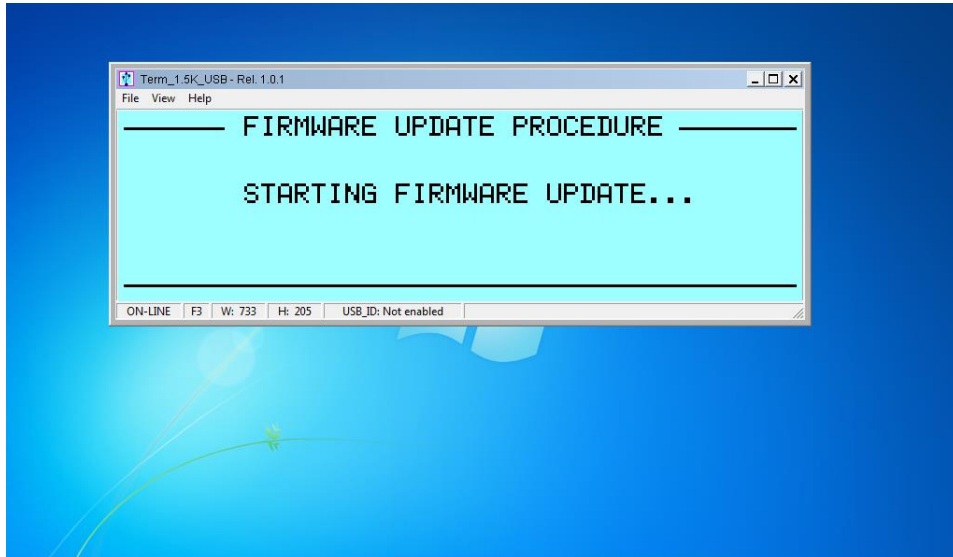 Term_1.5K_USB - Rel. 1.0.1
File View Help
FIRMWARE UPDATE PROCEDURE
STARTING FIRMWARE UPDATE...
ON-LINE F3 W: 733 H: 205 USB_ID: Not enabled